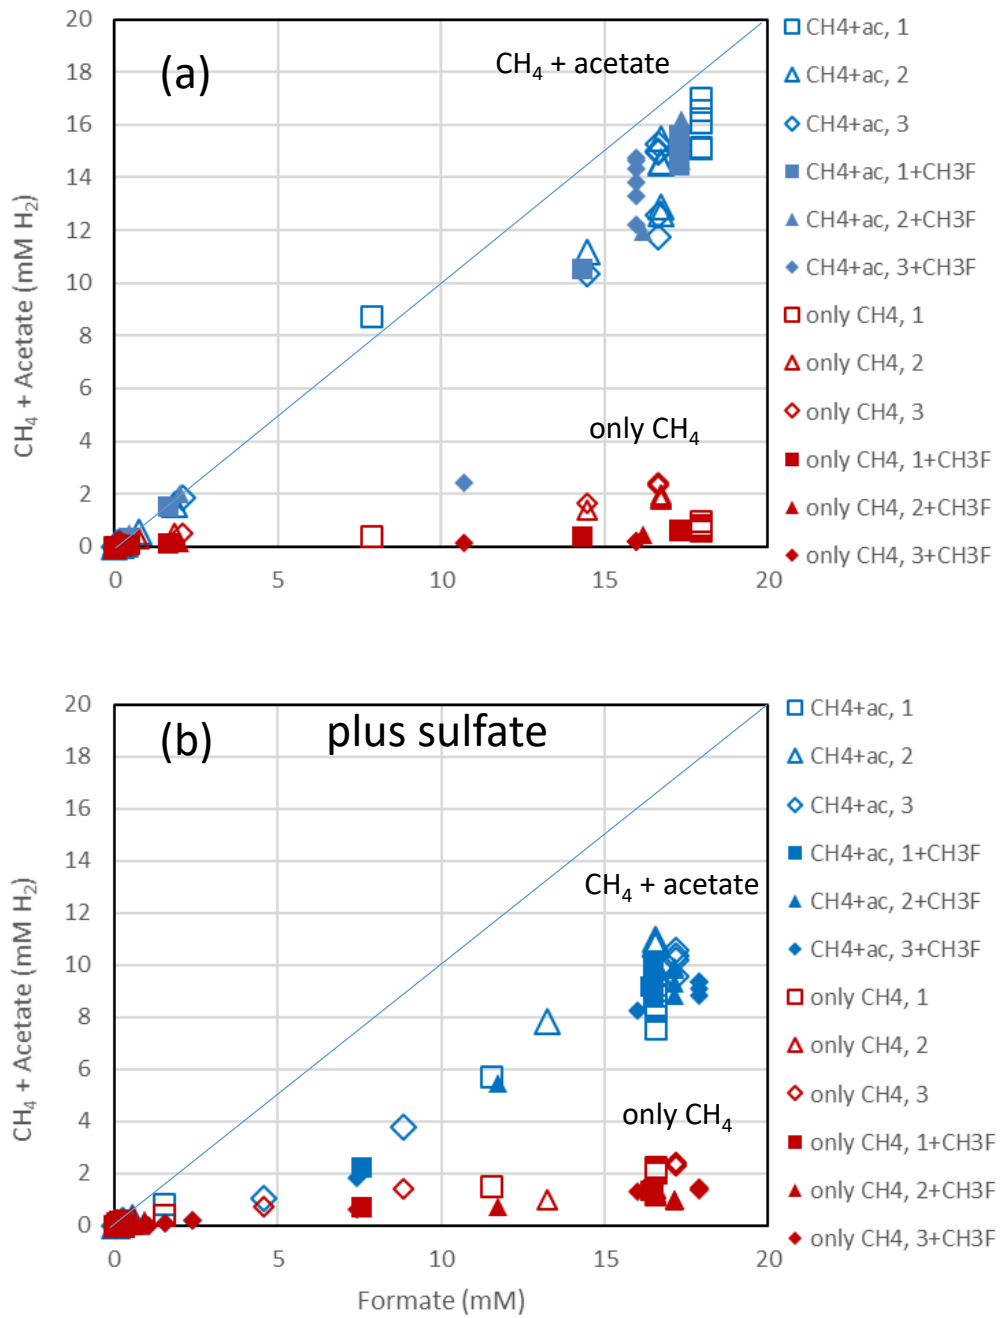 (a)
CH₄ + acetate
only CH₄
CH₄ + Acetate (mM H₂)
20
18
16
14
12
10
8
6
4
2
0
0 5 10 15 20
CH4+ac, 1
CH4+ac, 2
CH4+ac, 3
CH4+ac, 1+CH3F
CH4+ac, 2+CH3F
CH4+ac, 3+CH3F
only CH4, 1
only CH4, 2
only CH4, 3
only CH4, 1+CH3F
only CH4, 2+CH3F
only CH4, 3+CH3F
(b) plus sulfate
CH₄ + acetate
only CH₄
CH₄ + Acetate (mM H₂)
20
18
16
14
12
10
8
6
4
2
0
0 5 10 15 20
Formate (mM)
CH4+ac, 1
CH4+ac, 2
CH4+ac, 3
CH4+ac, 1+CH3F
CH4+ac, 2+CH3F
CH4+ac, 3+CH3F
only CH4, 1
only CH4, 2
only CH4, 3
only CH4, 1+CH3F
only CH4, 2+CH3F
only CH4, 3+CH3F